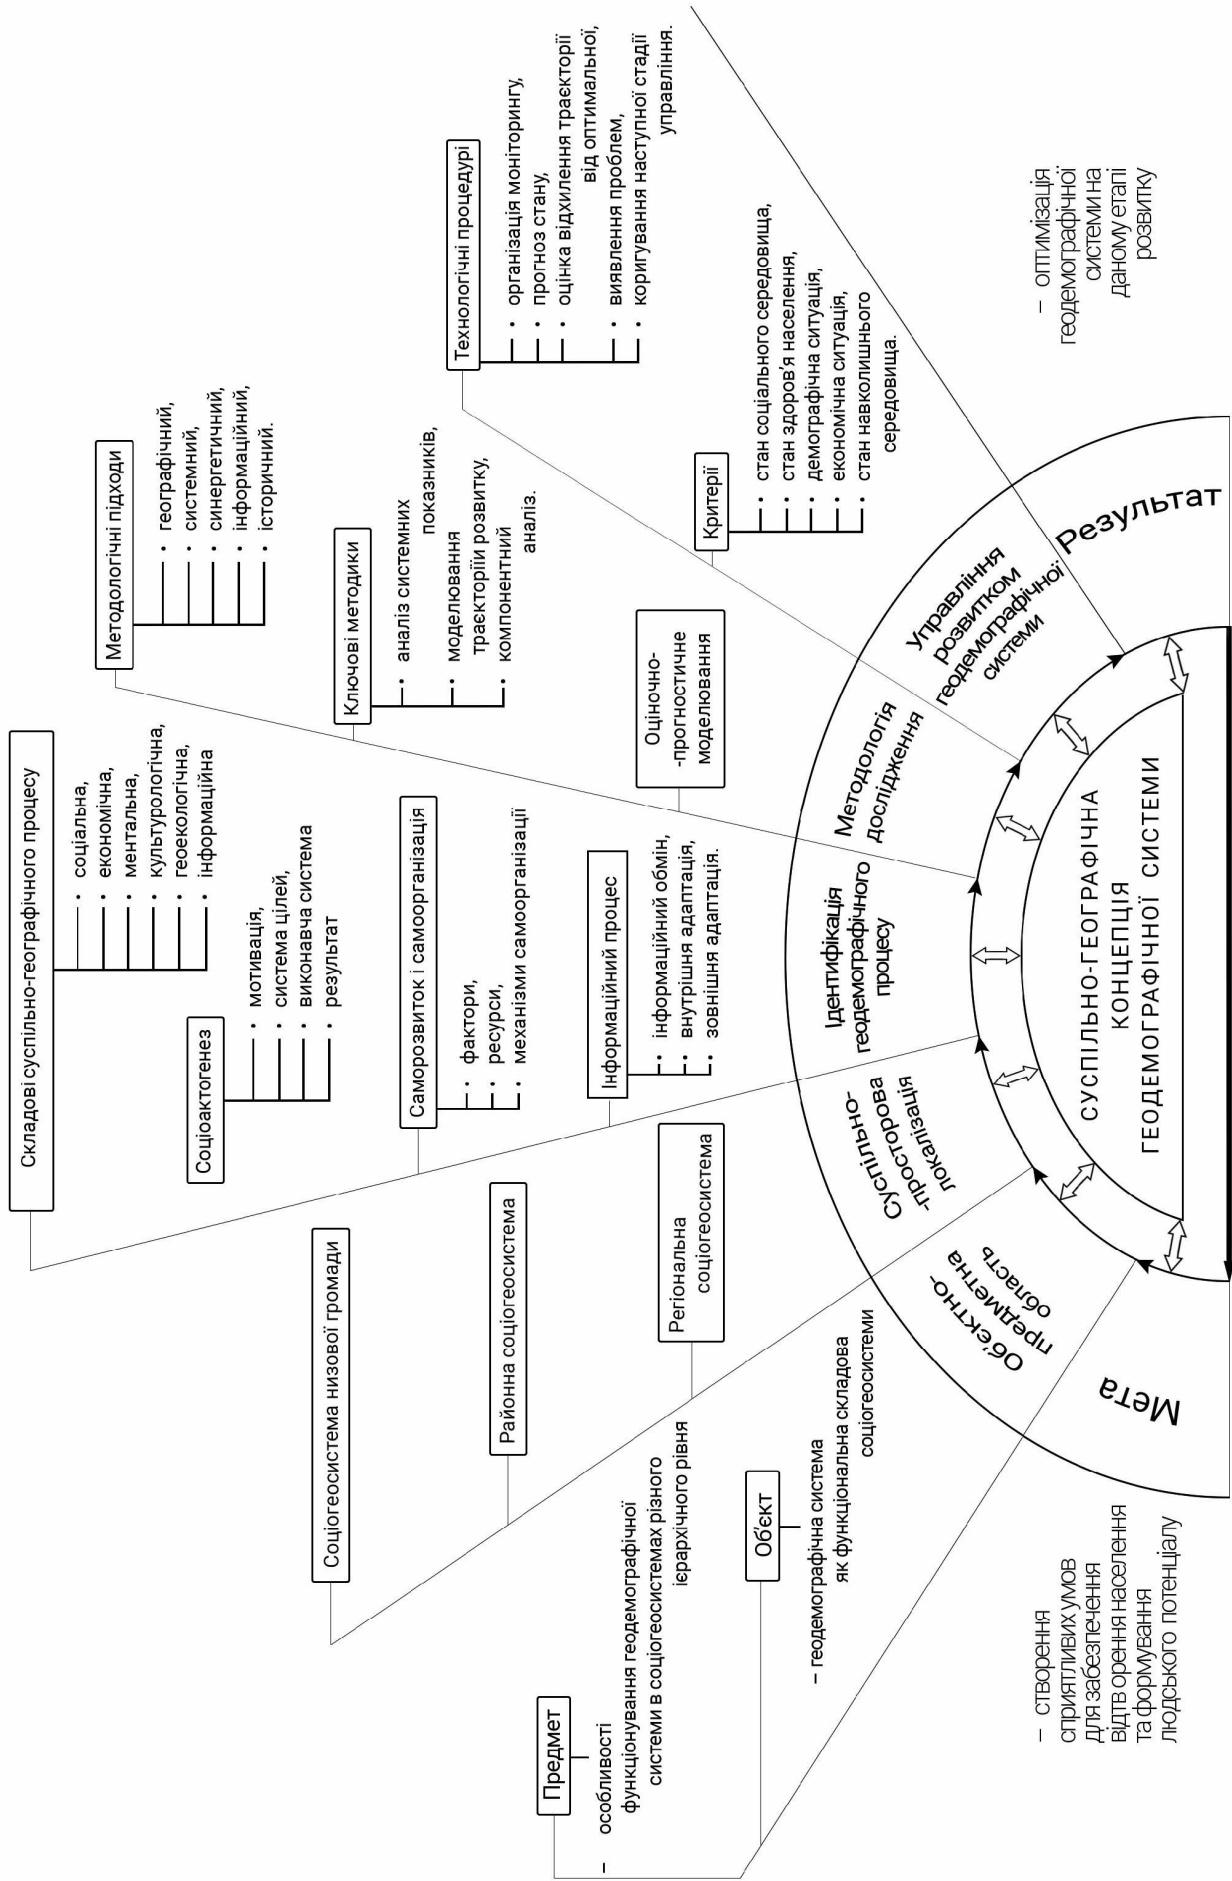 Складові суспільно-географічного процесу
соціальна,
економічна,
ментальна,
культурологічна,
геоекологічна,
інформаційна
Соціоактогенез
мотивація,
система цілей,
виконавча система
результат
Саморозвиток і самоорганізація
фактори,
ресурси,
механізми самоорганізації
Інформаційний процес
інформаційний обмін,
внутрішня адаптація,
зовнішня адаптація.
Методологічні підходи
географічний,
системний,
синергетичний,
інформаційний,
історичний.
Ключові методики
аналіз системних
показників,
моделювання
траєкторіїи розвитку,
компонентний
аналіз.
Оціночно-
-прогностичне
моделювання
Технологічні процедурі
організація моніторингу,
прогноз стану,
оцінка відхилення траєкторії
від оптимальної,
виявлення проблем,
коригування наступної стадії
управління.
Критерії
стан соціального середовища,
стан здоров'я населення,
демографічна ситуація,
економічна ситуація,
стан навколишнього
середовища.
Соціогеосистема низової громади
Районна соціогеосистема
Регіональна
соціогеосистема
Предмет
– особливості
функціонування геодемографічної
системи в соціогеосистемах різного
ієрархічного рівня
Об'єкт
– геодемографічна система
як функціональна складова
соціогеосистеми
Мета
Об'єктно-
предметна
область
Суспільно-
-просторова
локалізація
Ідентифікація
геодемографічного
процесу
Методологія
дослідження
Управління
розвитком
геодемографічної
системи
Результат
– створення
сприятливих умов
для забезпечення
відтв орення населення
та формування
людського потенціалу
СУСПІЛЬНО-ГЕОГРАФІЧНА
КОНЦЕПЦІЯ
ГЕОДЕМОГРАФІЧНОЇ СИСТЕМИ
– оптимізація
геодемографічної
системи на
даному етапі
розвитку